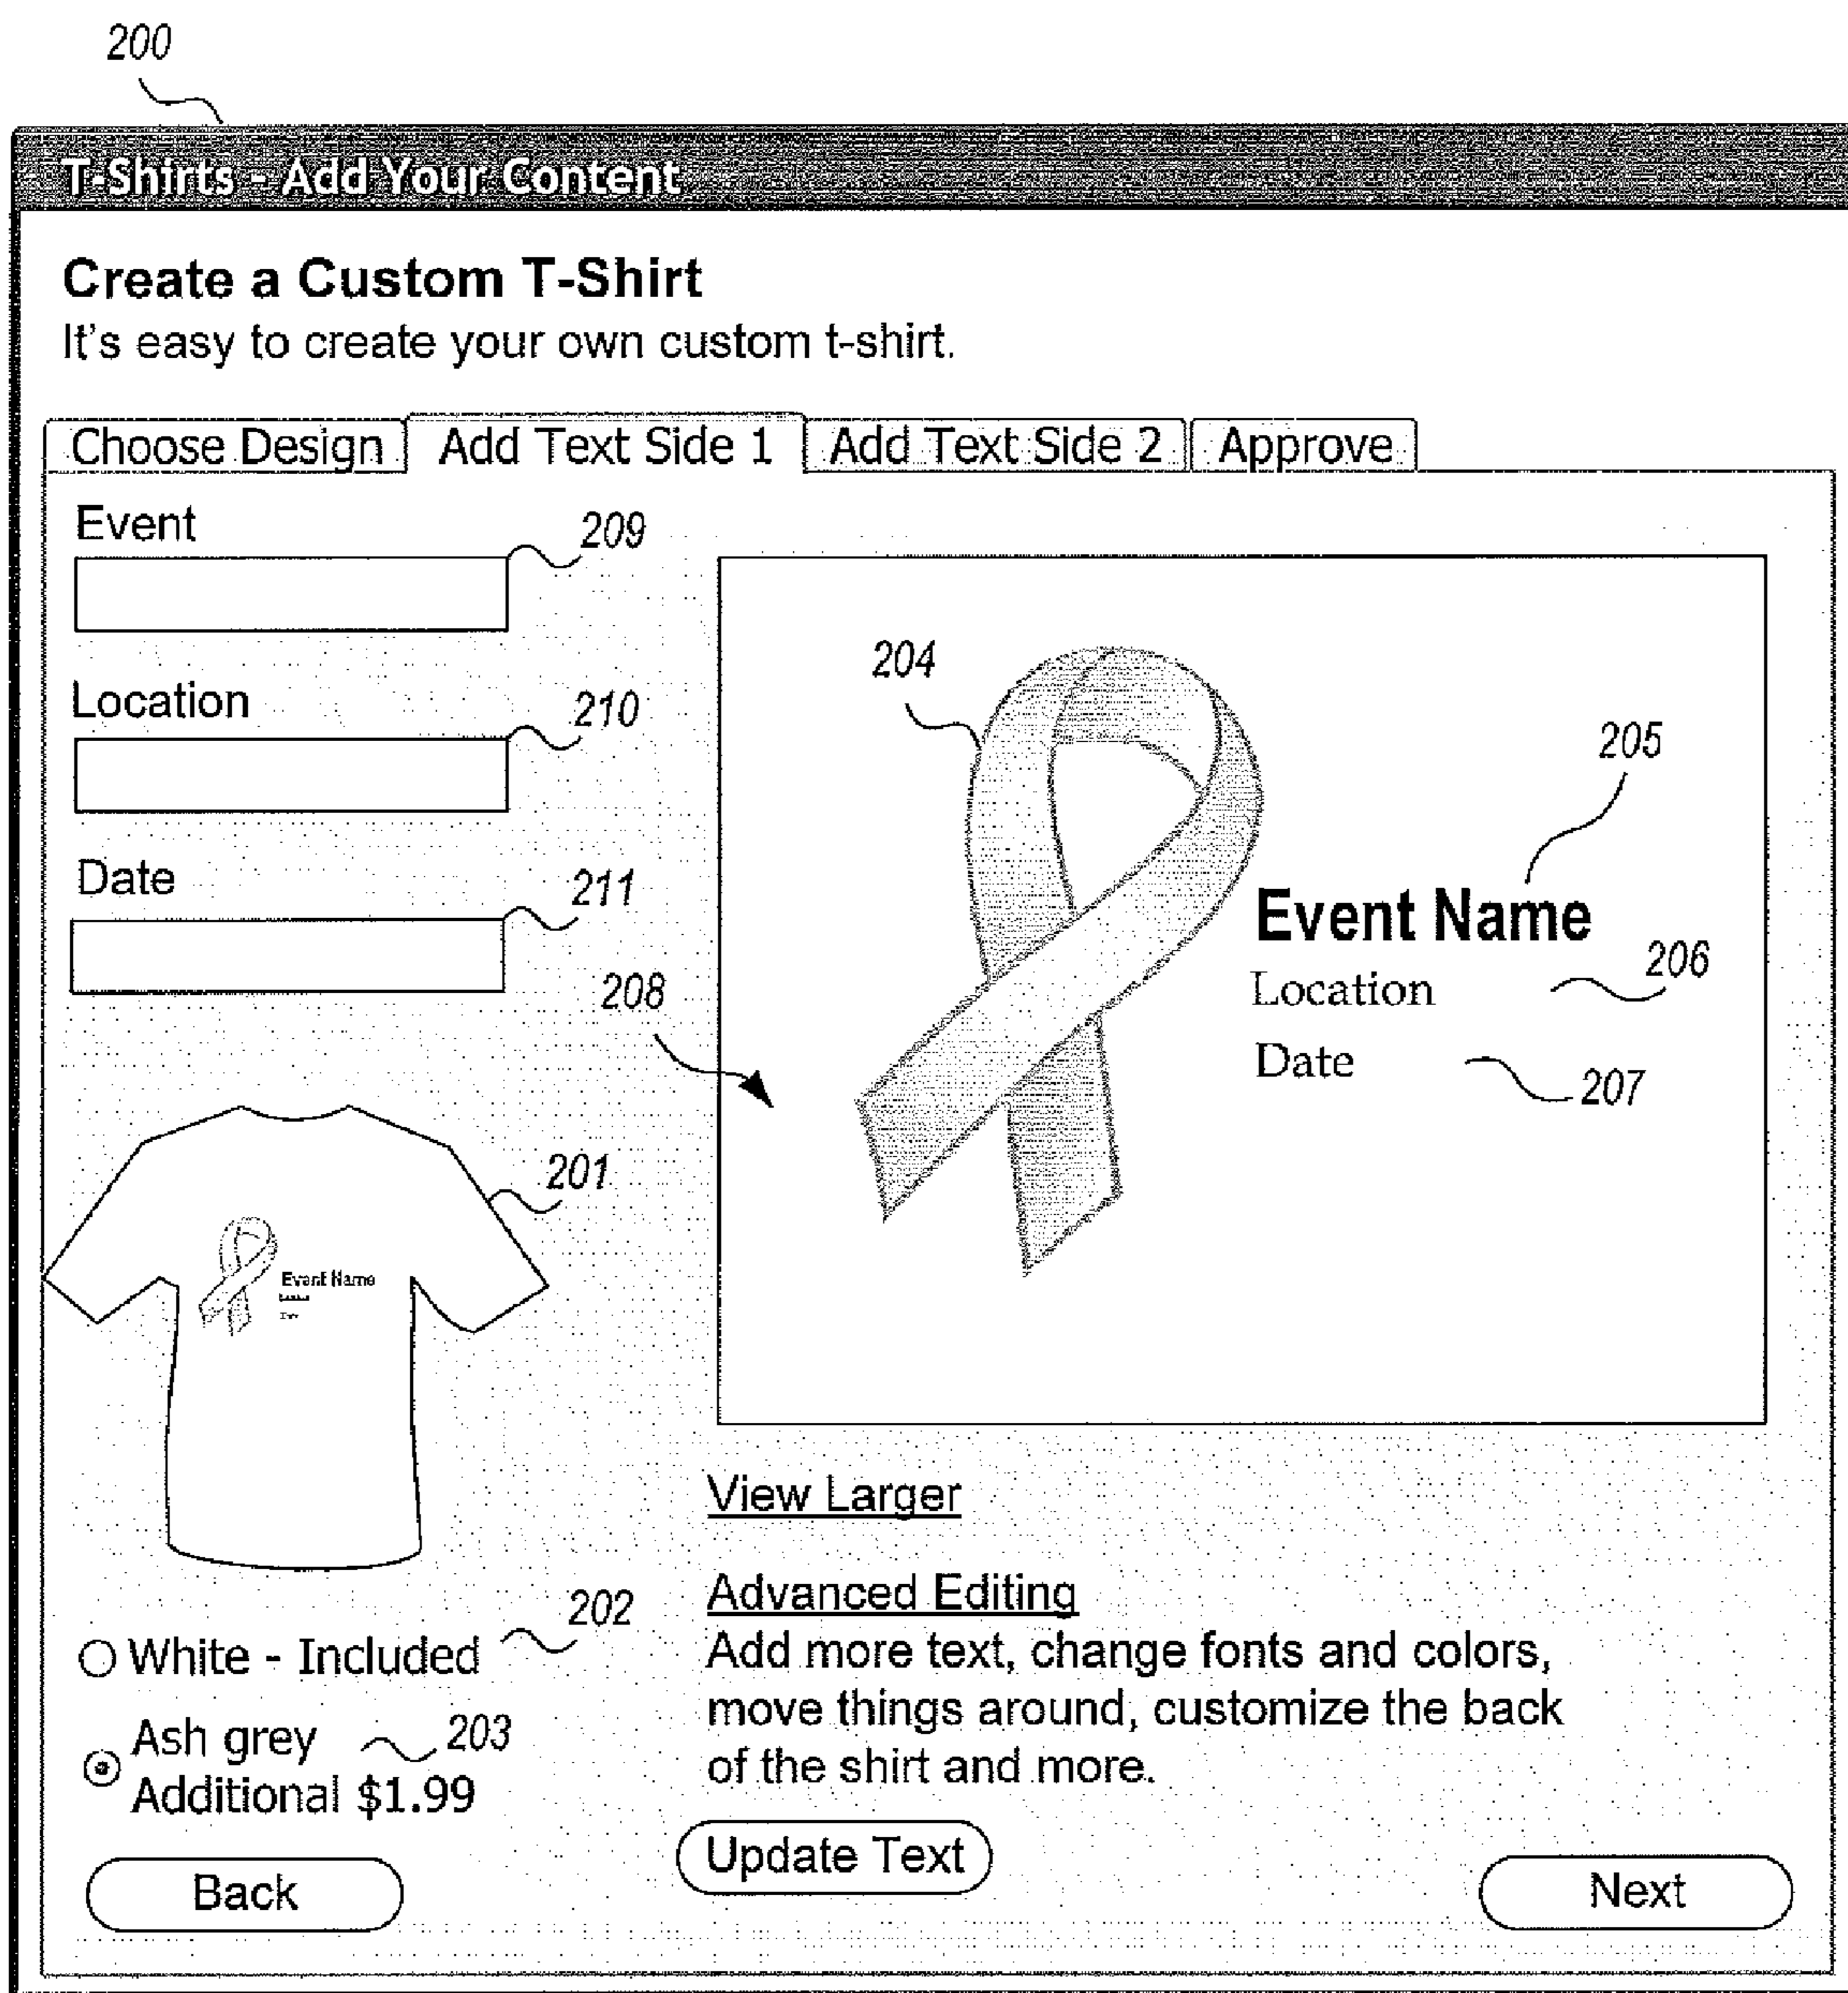 200
T-Shirts - Add Your Content
Create a Custom T-Shirt
It's easy to create your own custom t-shirt.
Choose Design Add Text Side 1 Add Text Side 2 Approve
Event
209
Location
210
Date
211
208
204
205
Event Name
206
Location
Date
207
201
Event Name
View Larger
Advanced Editing
Add more text, change fonts and colors,
move things around, customize the back
of the shirt and more.
202
White - Included
Ash grey 203
Additional $1.99
Back
Update Text
Next